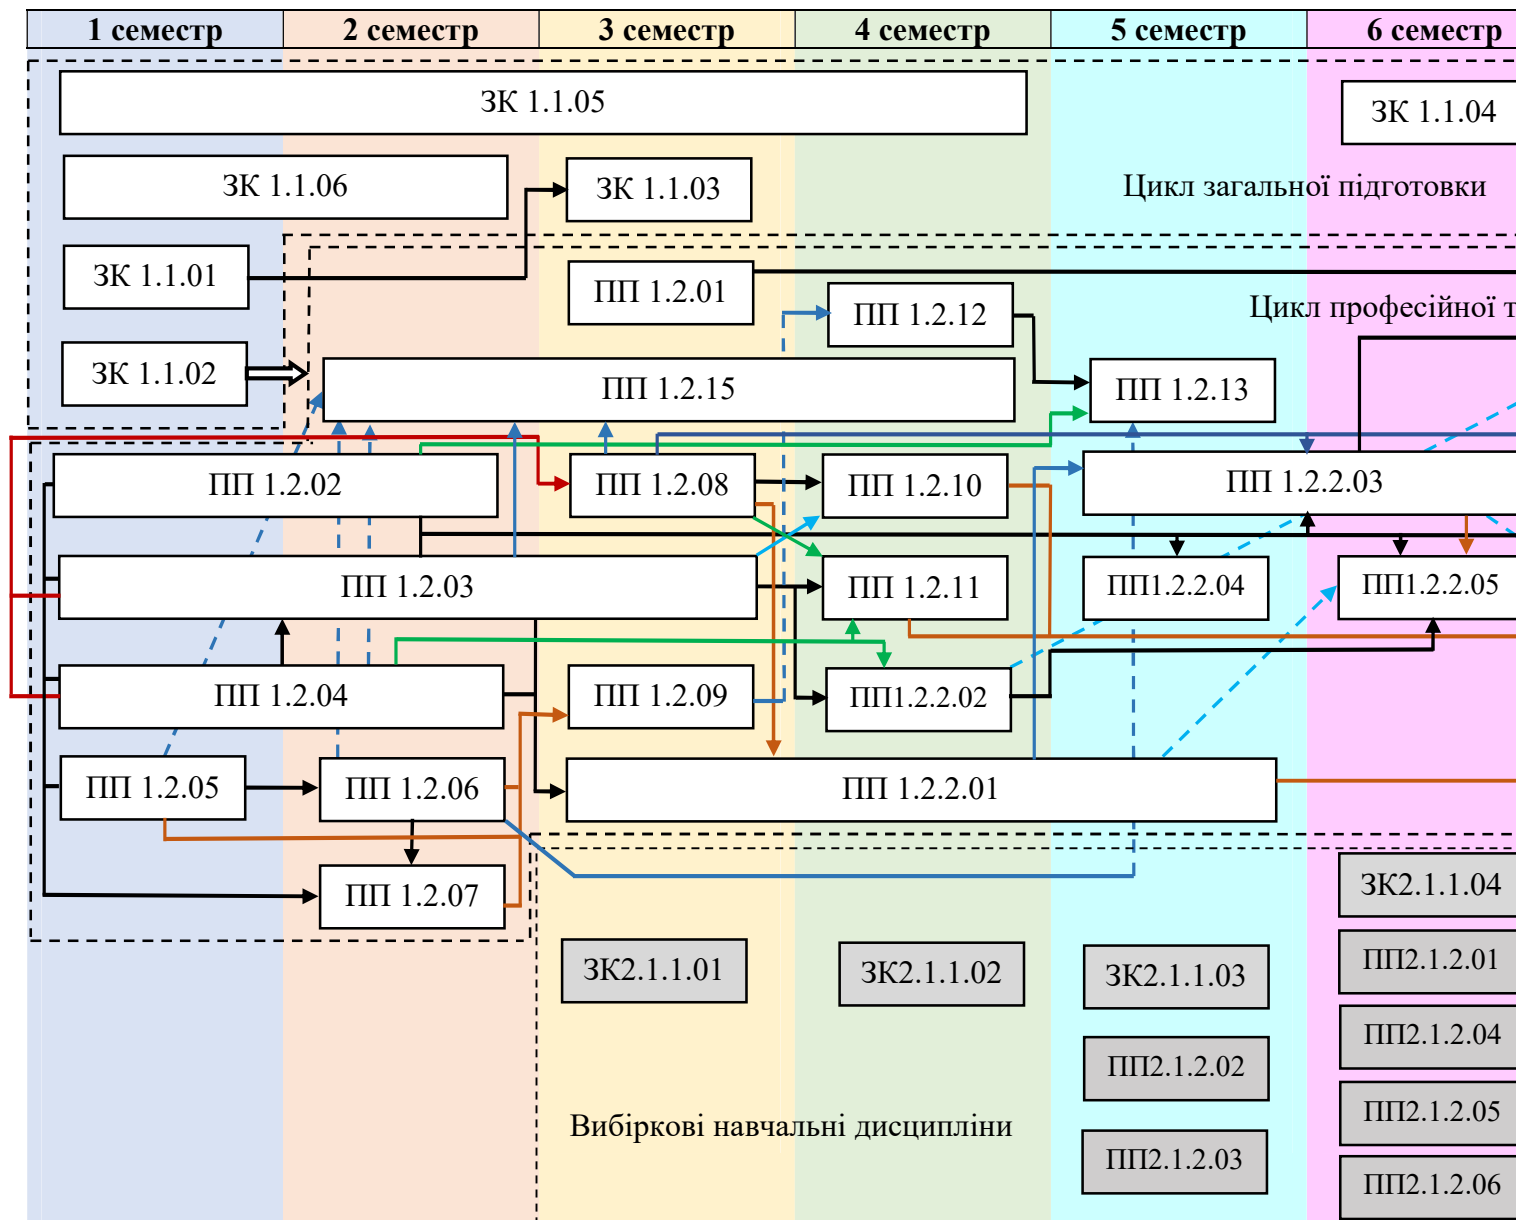 1 семестр
2 семестр
3 семестр
4 семестр
5 семестр
6 семестр
ЗК 1.1.05
ЗК 1.1.04
ЗК 1.1.06
ЗК 1.1.03
Цикл загальної підготовки
ЗК 1.1.01
ПП 1.2.01
ПП 1.2.12
Цикл професійної т
ЗК 1.1.02
ПП 1.2.15
ПП 1.2.13
ПП 1.2.02
ПП 1.2.08
ПП 1.2.10
ПП 1.2.2.03
ПП 1.2.03
ПП 1.2.11
ПП1.2.2.04
ПП1.2.2.05
ПП 1.2.04
ПП 1.2.09
ПП1.2.2.02
ПП 1.2.05
ПП 1.2.06
ПП 1.2.2.01
ПП 1.2.07
ЗК2.1.1.04
ЗК2.1.1.01
ЗК2.1.1.02
ЗК2.1.1.03
ПП2.1.2.01
ПП2.1.2.02
ПП2.1.2.04
Вибіркові навчальні дисципліни
ПП2.1.2.03
ПП2.1.2.05
ПП2.1.2.06